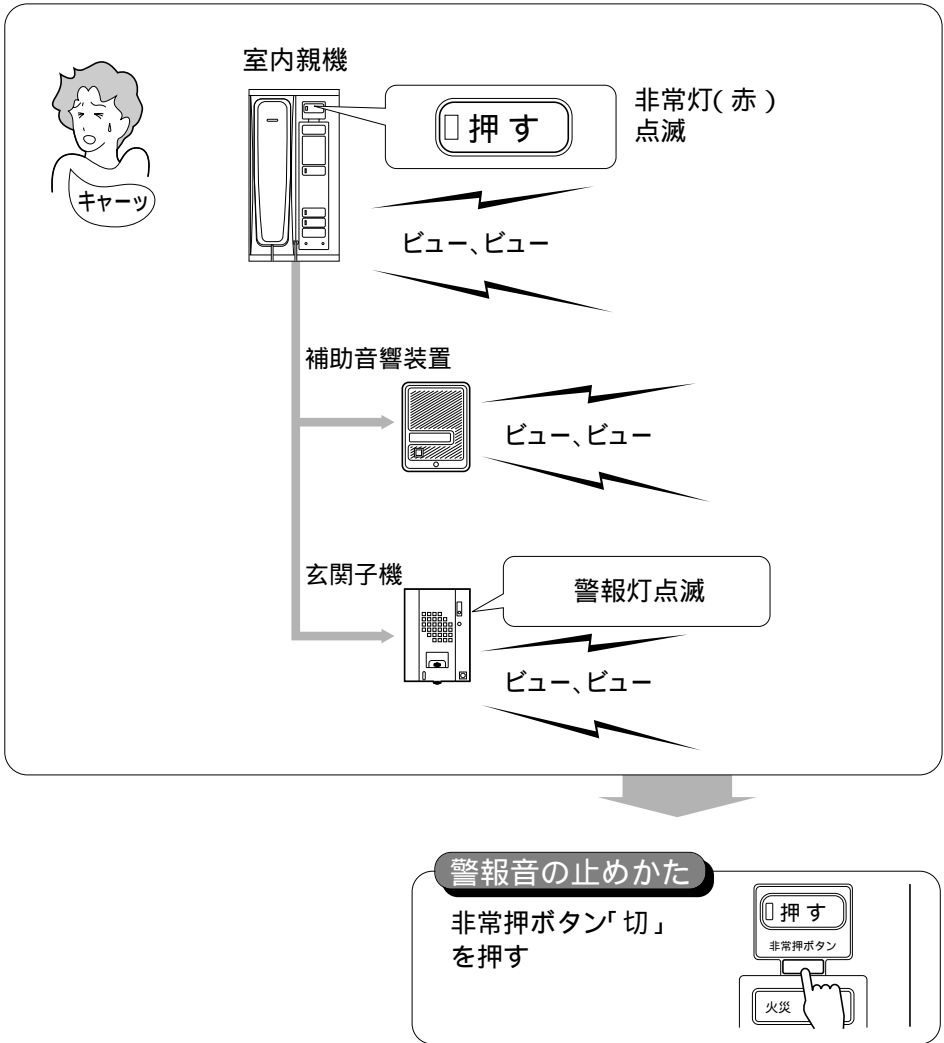 室内親機
押す
非常灯(赤)
点滅
キャーッ
ビュー、ビュー
補助音響装置
ビュー、ビュー
玄関子機
警報灯点滅
ビュー、ビュー
警報音の止めかた
非常押ボタン「切」
を押す
押す
非常押ボタン
火災